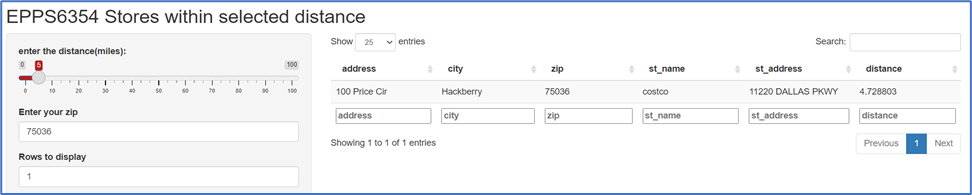 EPPS6354 Stores within selected distance
enter the distance(miles):
0 5 100
0 10 20 30 40 50 60 70 80 90 100
Enter your zip
75036
Rows to display
1
Show 25 entries
Search:
address city zip st_name st_address distance
100 Price Cir Hackberry 75036 costco 11220 DALLAS PKWY 4.728803
address city zip st_name st_address distance
Showing 1 to 1 of 1 entries
Previous 1 Next